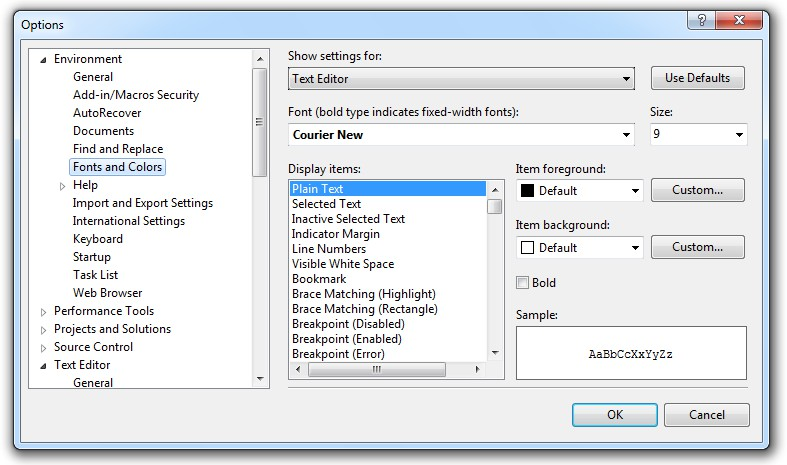 Options
Environment
General
Add-in/Macros Security
AutoRecover
Documents
Find and Replace
Fonts and Colors
Help
Import and Export Settings
International Settings
Keyboard
Startup
Task List
Web Browser
Performance Tools
Projects and Solutions
Source Control
Text Editor
General
Show settings for:
Text Editor
Use Defaults
Font (bold type indicates fixed-width fonts):
Size:
Courier New
9
Display items:
Plain Text
Selected Text
Inactive Selected Text
Indicator Margin
Line Numbers
Visible White Space
Bookmark
Brace Matching (Highlight)
Brace Matching (Rectangle)
Breakpoint (Disabled)
Breakpoint (Enabled)
Breakpoint (Error)
Item foreground:
Default
Custom...
Item background:
Default
Custom...
Bold
Sample:
AaBbCcXxYyZz
OK
Cancel